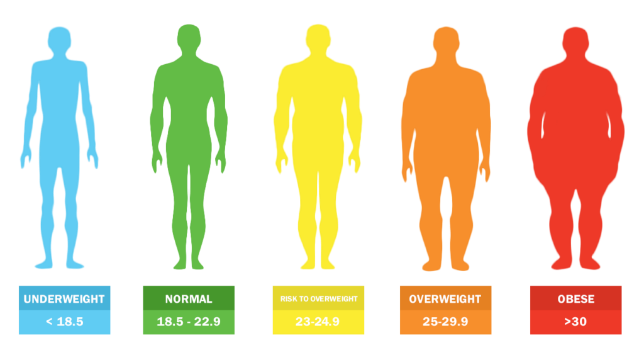 UNDERWEIGHT
< 18.5
NORMAL
18.5 - 22.9
RISK TO OVERWEIGHT
23-24.9
OVERWEIGHT
25-29.9
OBESE
>30